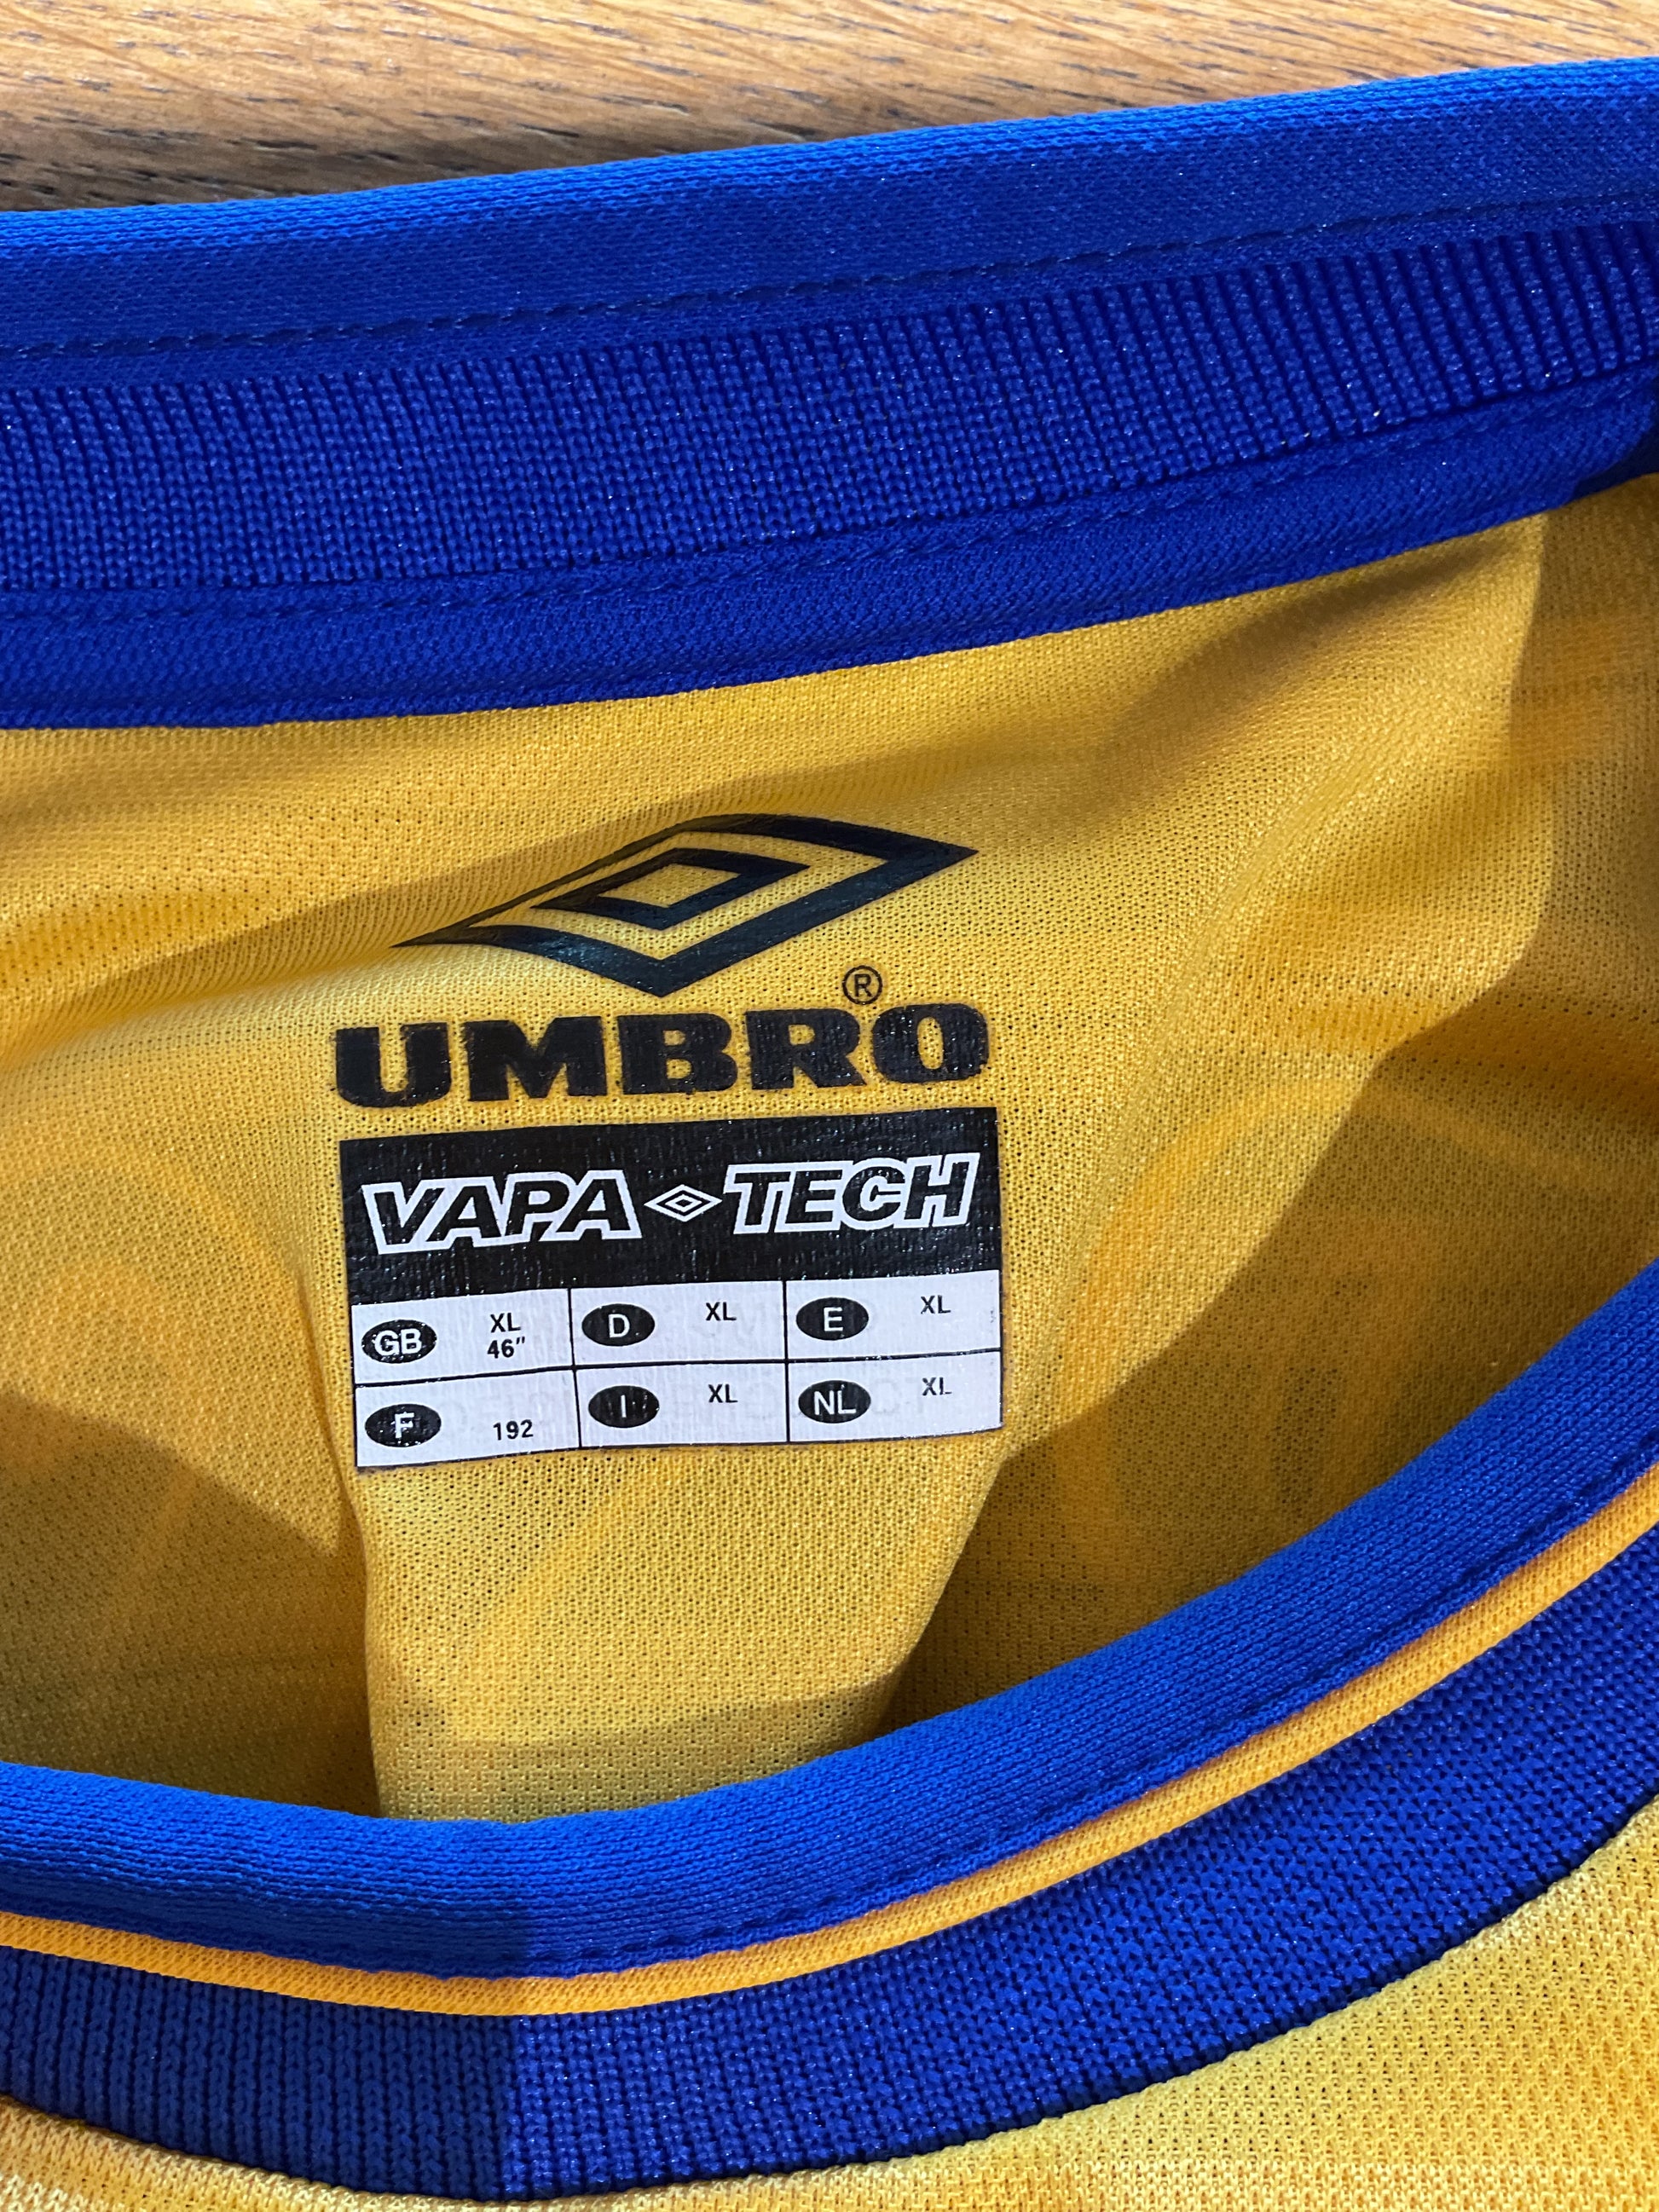 ®
UMBRO
VAPA TECH
GB XL 46" D XL E XL
F 192 I XL NL XL